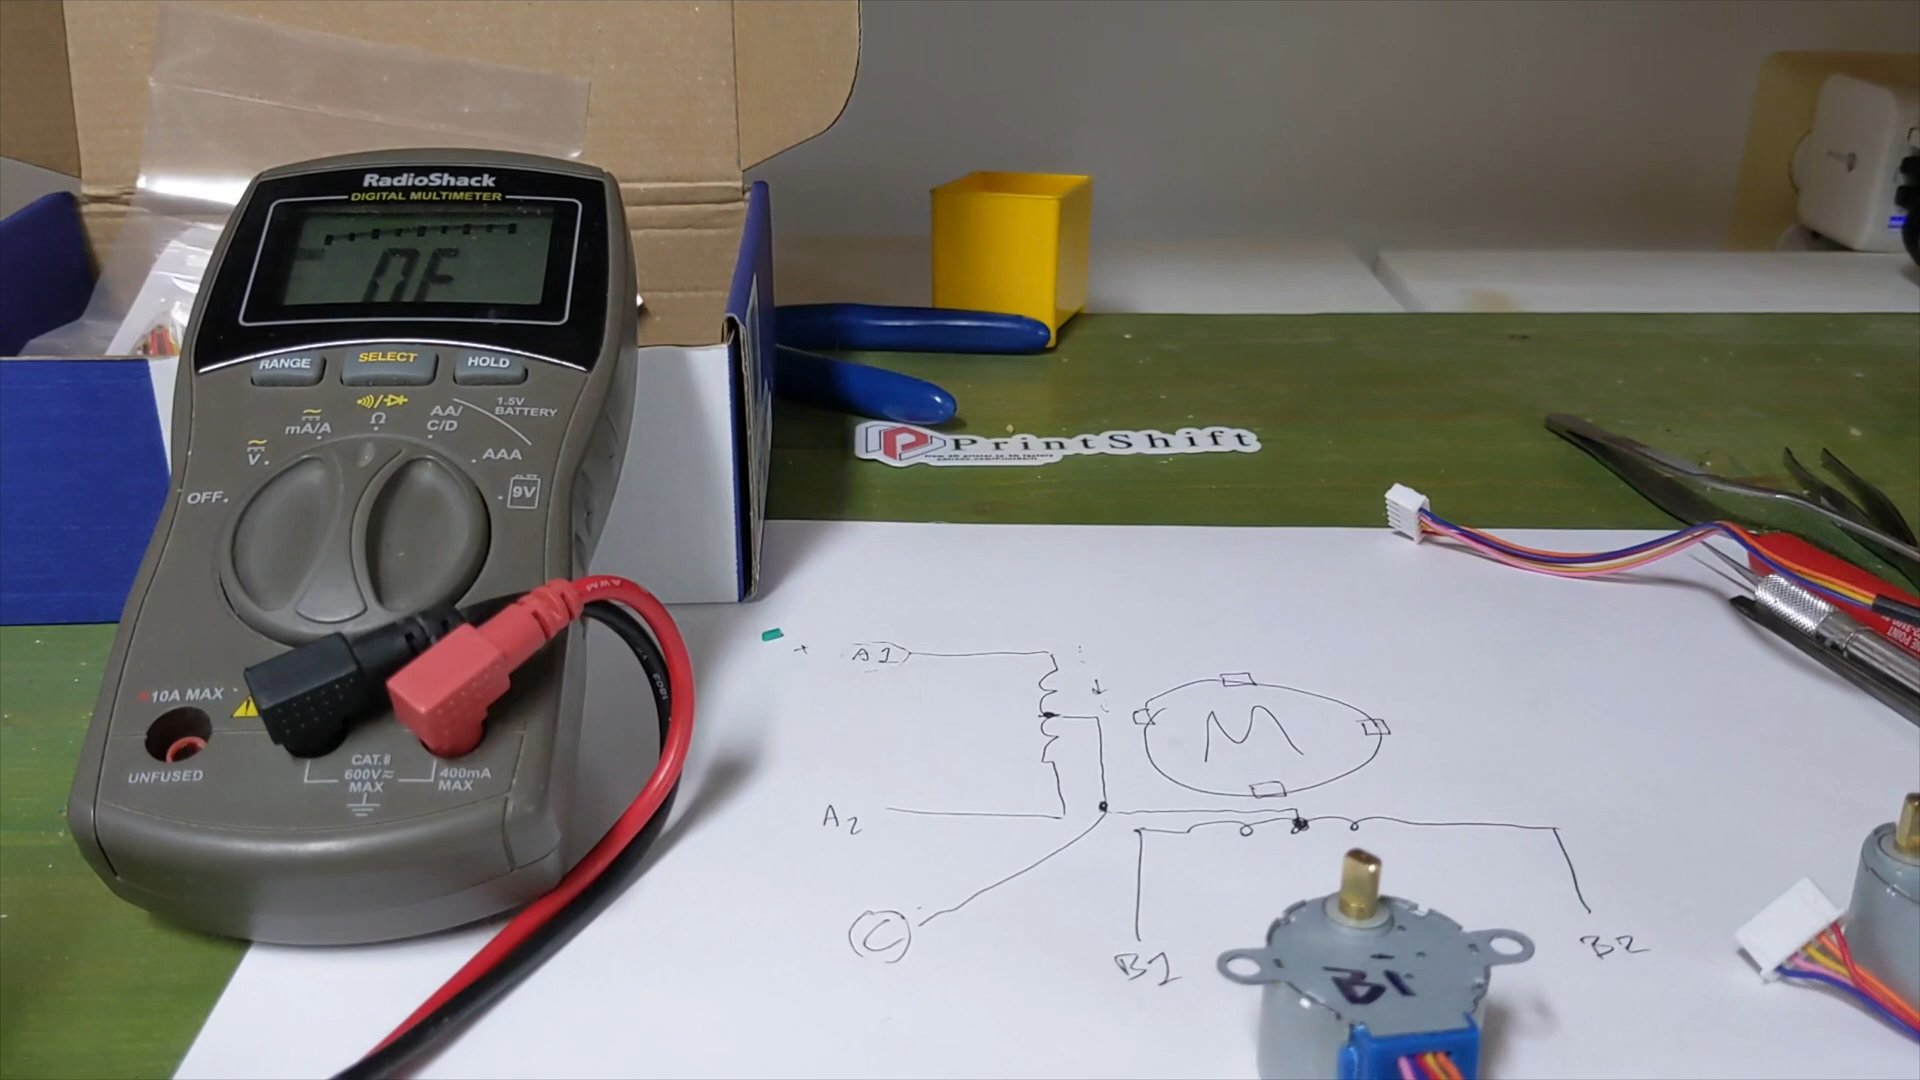 RadioShack
DIGITAL MULTIMETER
0F
RANGE
SELECT
HOLD
1.5V
BATTERY
mA/A
Ω
AA/
C/D
V
AAA
OFF
9V
10A MAX
UNFUSED
CAT.II
600V
MAX
400mA
MAX
PrintShift
A1
M
A2
C
B1
B2
B1